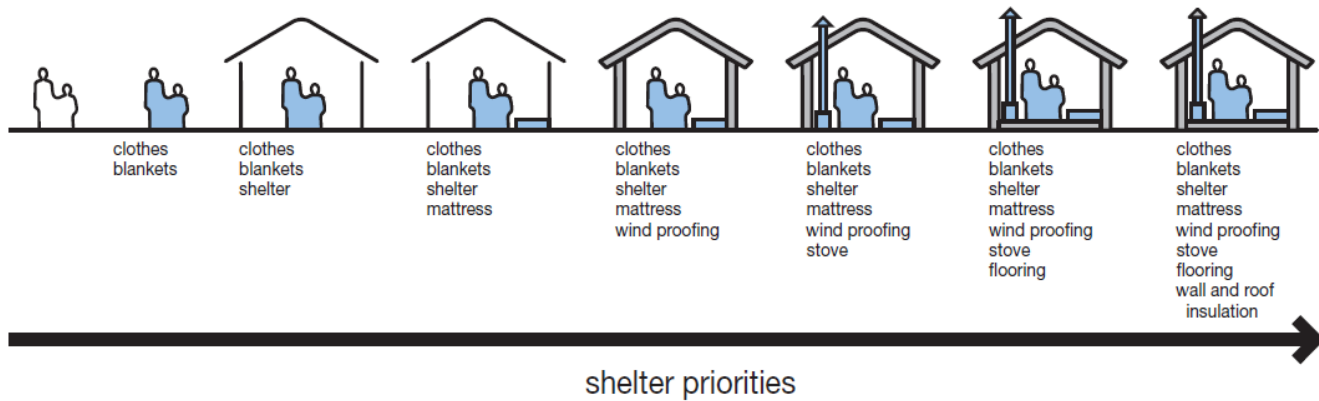 clothes
blankets
clothes
blankets
shelter
clothes
blankets
shelter
mattress
clothes
blankets
shelter
mattress
wind proofing
clothes
blankets
shelter
mattress
wind proofing
stove
clothes
blankets
shelter
mattress
wind proofing
stove
flooring
clothes
blankets
shelter
mattress
wind proofing
stove
flooring
wall and roof
insulation
shelter priorities